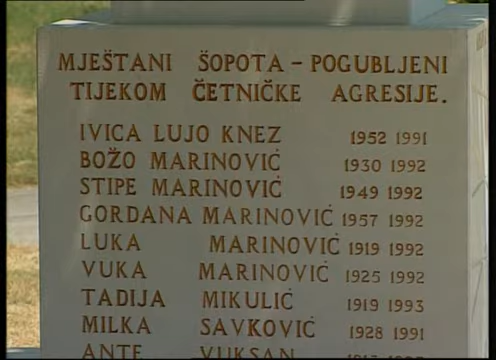 MJEŠTANI ŠOPOTA – POGUBLJENI
TIJEKOM ČETNIČKE AGRESIJE.
IVICA LUJO KNEZ 1952 1991
BOŽO MARINOVIĆ 1930 1992
STIPE MARINOVIĆ 1949 1992
GORDANA MARINOVIĆ 1957 1992
LUKA MARINOVIĆ 1919 1992
VUKA MARINOVIĆ 1925 1992
TADIJA MIKULIĆ 1919 1993
MILKA SAVKOVIĆ 1928 1991
ANTE VUKSAN